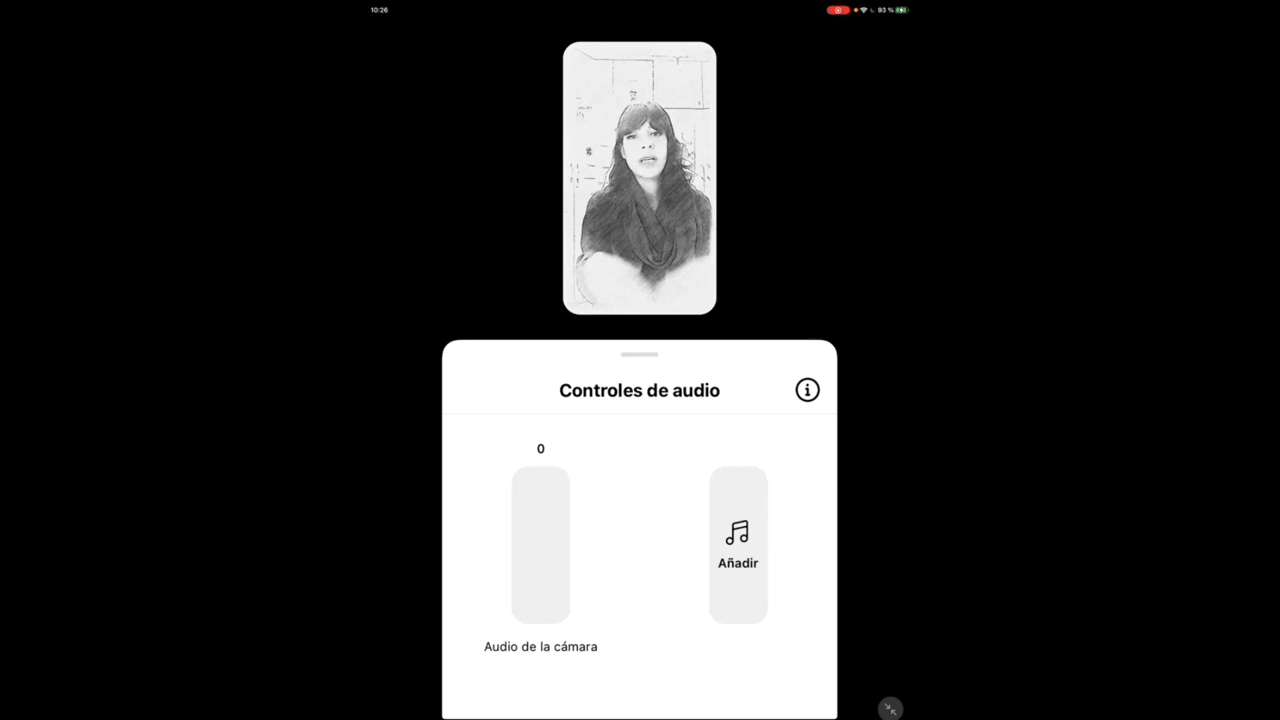 10:26
93 %
Controles de audio
0
Añadir
Audio de la cámara